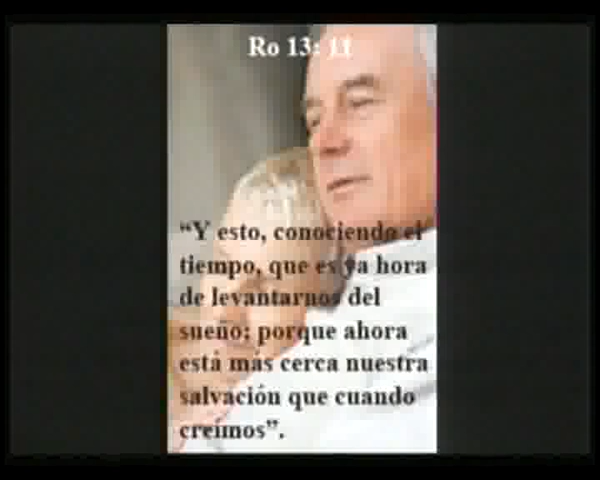 Ro 13: 11
“Y esto, conociendo el
tiempo, que es ya hora
de levantarnos del
sueño; porque ahora
está más cerca nuestra
salvación que cuando
creímos”.